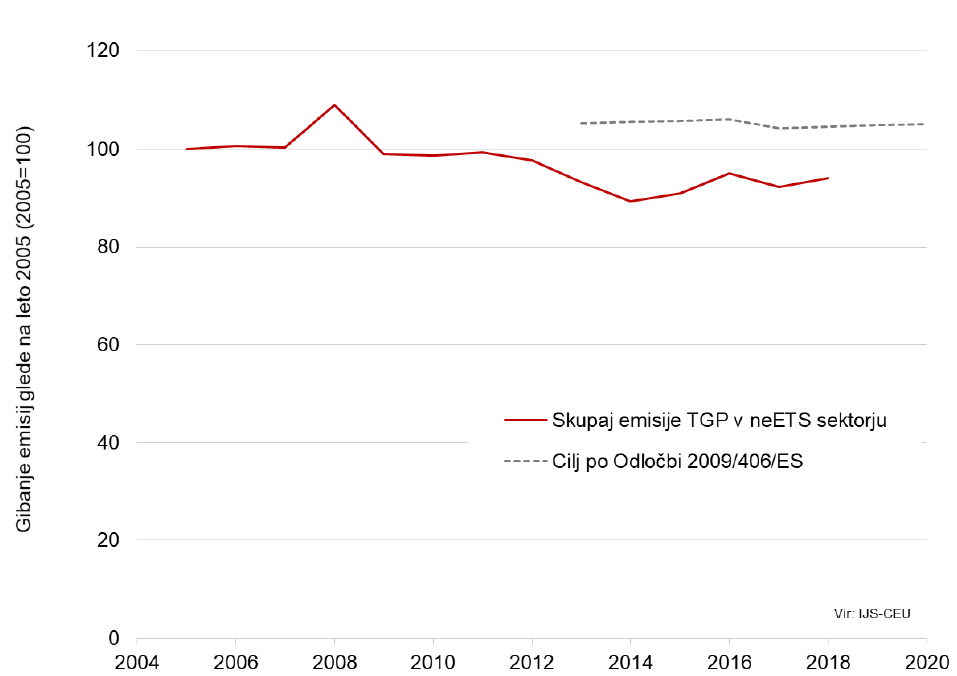 Gibanje emisij glede na leto 2005 (2005=100)
120
100
80
60
40
20
0
Skupaj emisije TGP v neETS sektorju
Cilj po Odločbi 2009/406/ES
Vir: IJS-CEU
2004 2006 2008 2010 2012 2014 2016 2018 2020